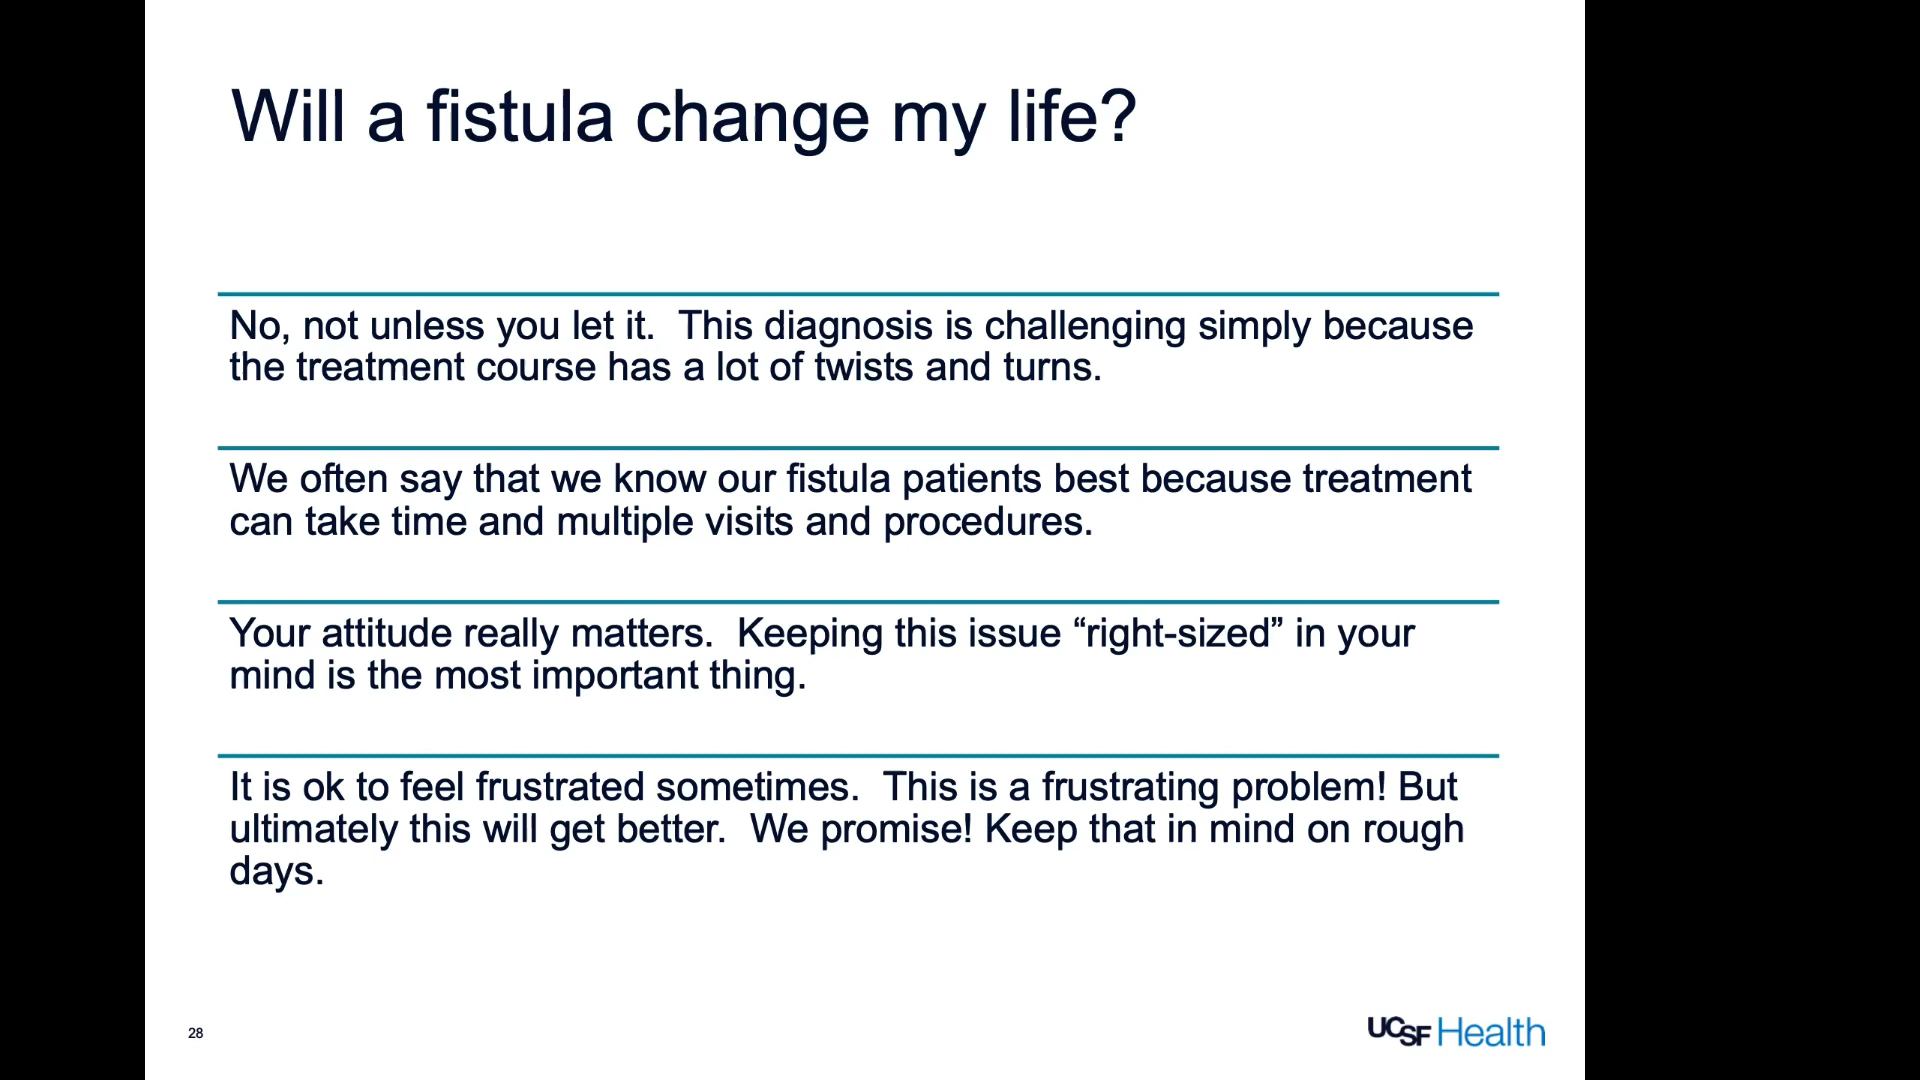 Will a fistula change my life?
No, not unless you let it.  This diagnosis is challenging simply because
the treatment course has a lot of twists and turns.
We often say that we know our fistula patients best because treatment
can take time and multiple visits and procedures.
Your attitude really matters.  Keeping this issue “right-sized” in your
mind is the most important thing.
It is ok to feel frustrated sometimes.  This is a frustrating problem! But
ultimately this will get better.  We promise! Keep that in mind on rough
days.
28
UCSF Health